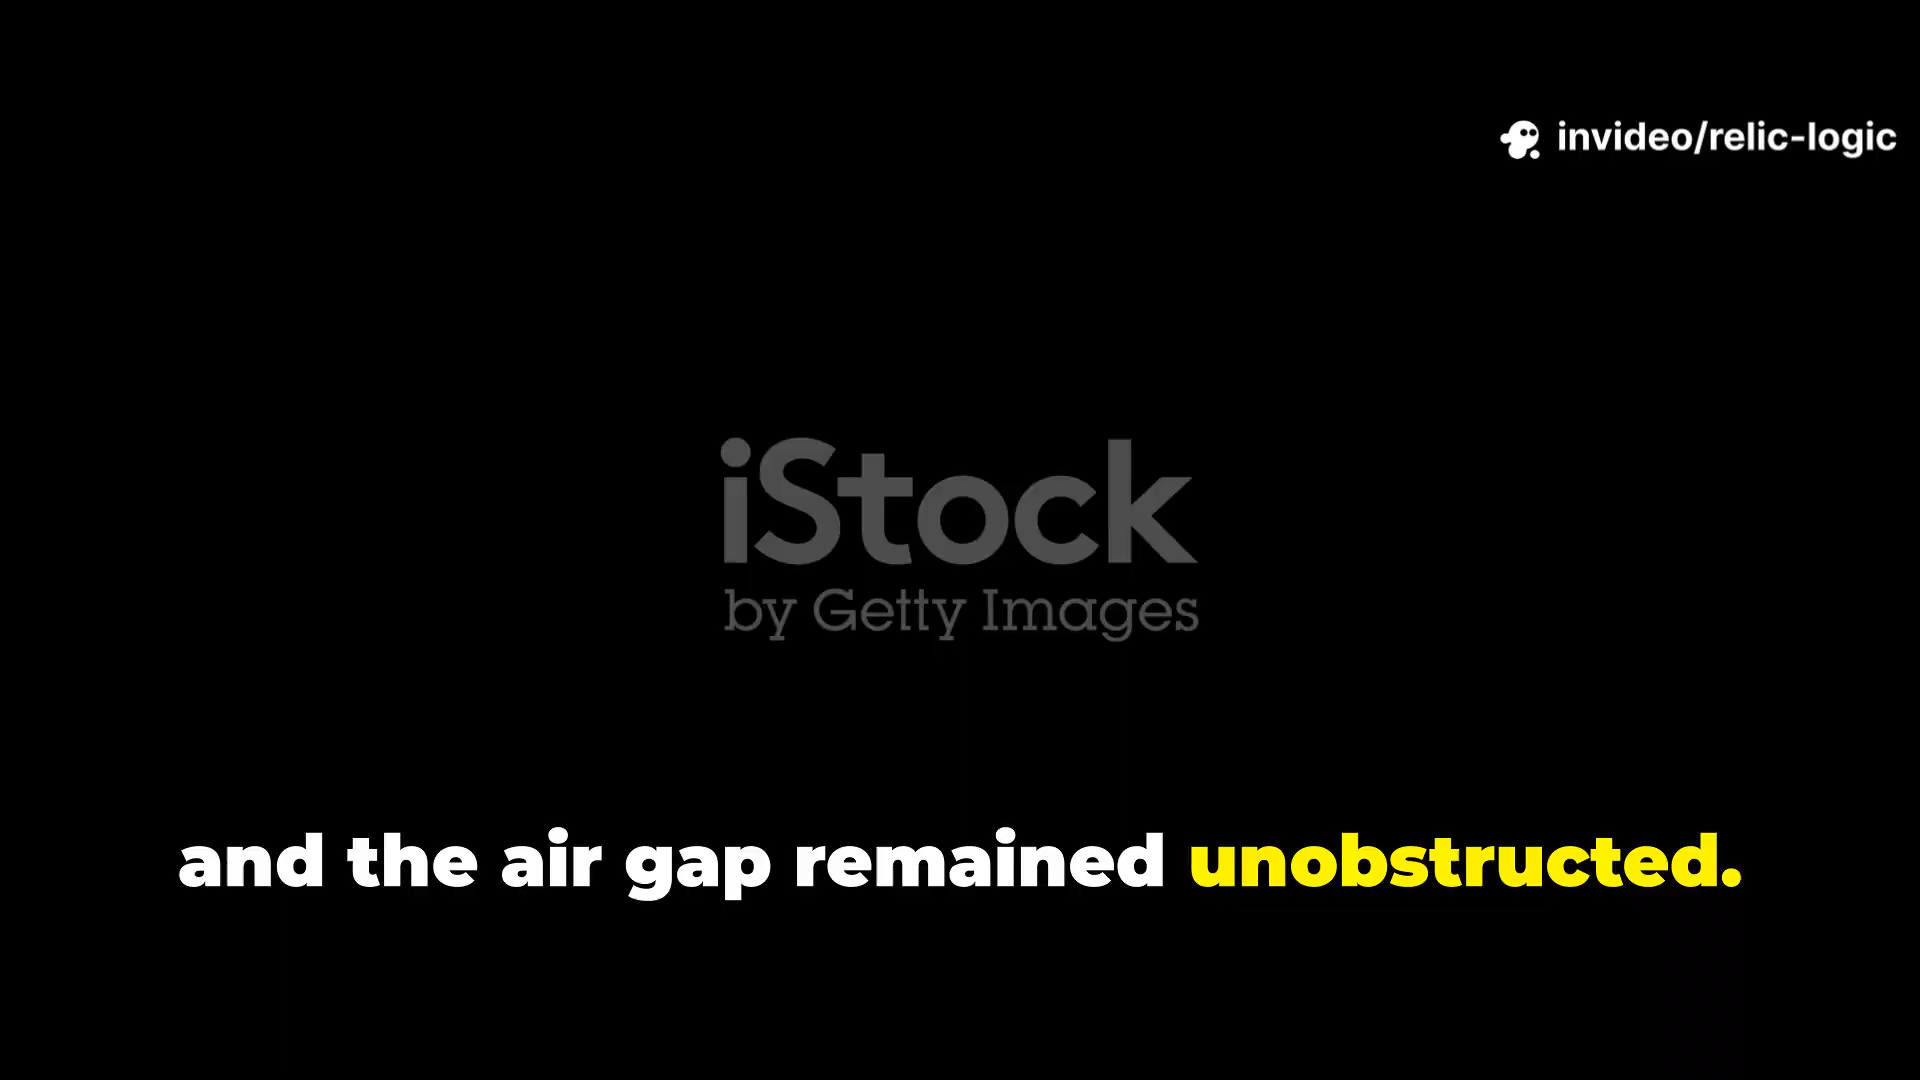 invideo/relic-logic
iStock
by Getty Images
and the air gap remained unobstructed.